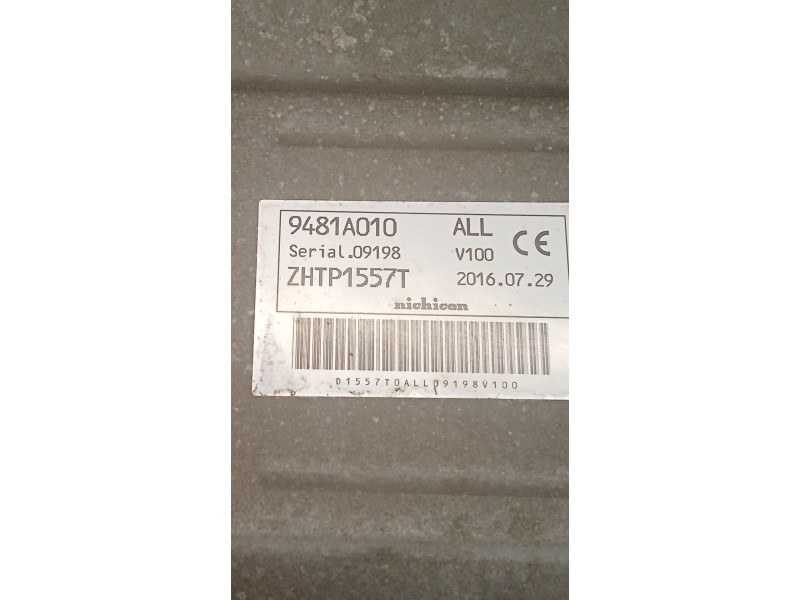 9481A010 ALL
Serial.09198 V100 CE
ZHTP1557T 2016.07.29
nichicon
D1557T0ALL09198V100